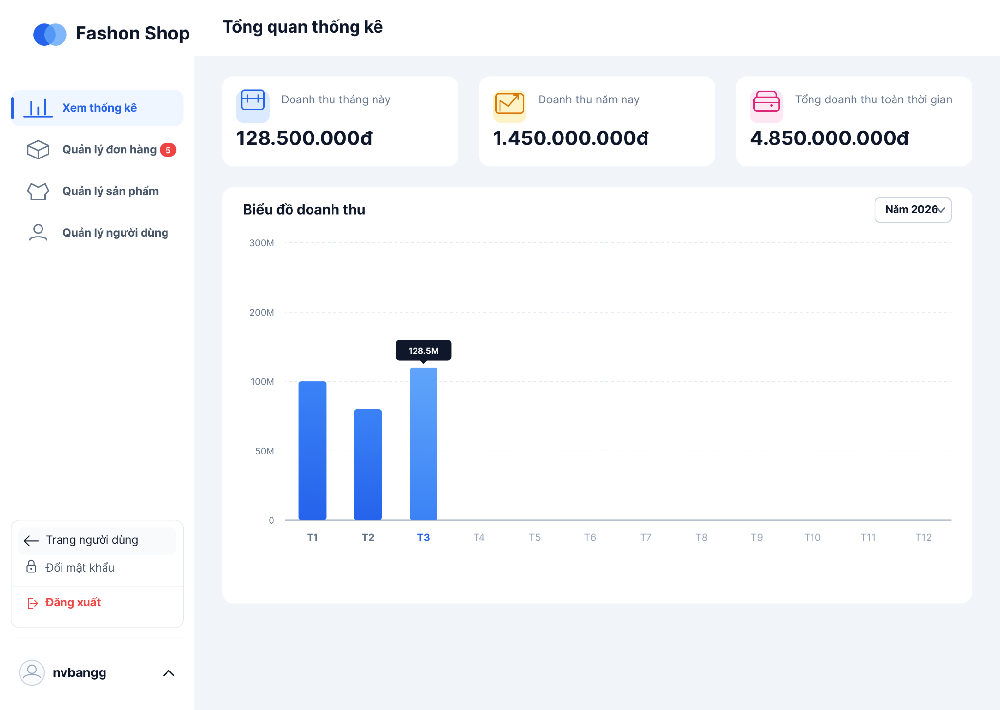 Fashon Shop
Tổng quan thống kê
Xem thống kê
Quản lý đơn hàng 5
Quản lý sản phẩm
Quản lý người dùng
Doanh thu tháng này
128.500.000đ
Doanh thu năm nay
1.450.000.000đ
Tổng doanh thu toàn thời gian
4.850.000.000đ
Biểu đồ doanh thu
Năm 2026
300M
200M
128.5M
100M
50M
0
T1 T2 T3 T4 T5 T6 T7 T8 T9 T10 T11 T12
Trang người dùng
Đổi mật khẩu
Đăng xuất
nvbangg